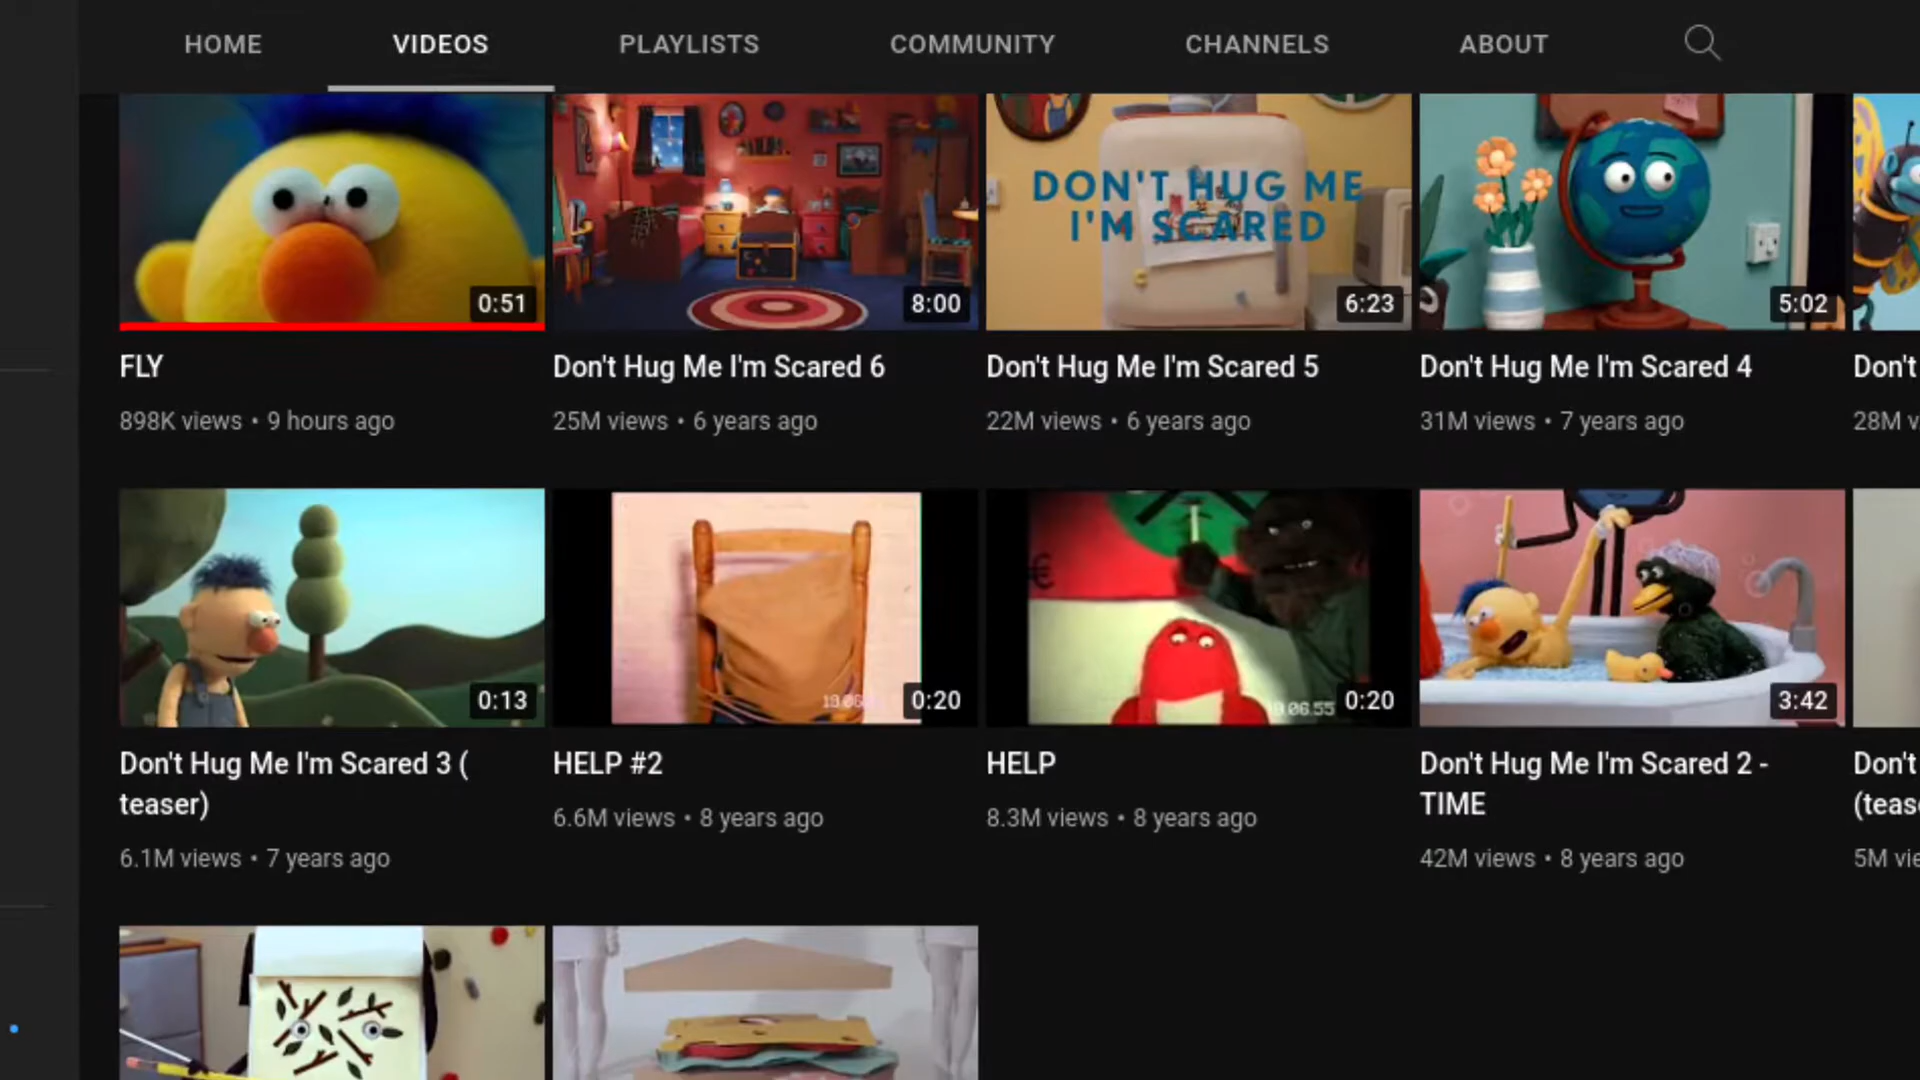 HOME VIDEOS PLAYLISTS COMMUNITY CHANNELS ABOUT
DON'T HUG ME
I'M SCARED
0:51 8:00 6:23 5:02
FLY Don't Hug Me I'm Scared 6 Don't Hug Me I'm Scared 5 Don't Hug Me I'm Scared 4 Don't
898K views • 9 hours ago 25M views • 6 years ago 22M views • 6 years ago 31M views • 7 years ago 28M v
€
0:13 0:20 0:20 3:42
Don't Hug Me I'm Scared 3 ( HELP #2 HELP Don't Hug Me I'm Scared 2 - Don't
teaser) TIME (teas
6.6M views • 8 years ago 8.3M views • 8 years ago
6.1M views • 7 years ago 42M views • 8 years ago 5M vie